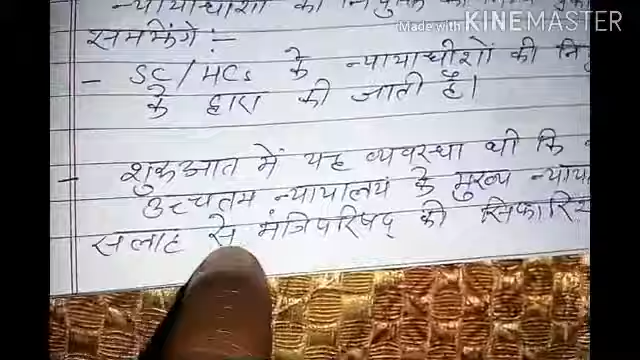 न्यायाधीशों की नियुक्ति की
Made with KINEMASTER
समझेंगे :-
- SC/HCs के न्यायाधीशों की
के द्वारा की जाती है।
- शुरूआत में यह व्यवस्था थी कि
उच्चतम न्यायालय के मुख्य
सलाह से मंत्रिपरिषद् की